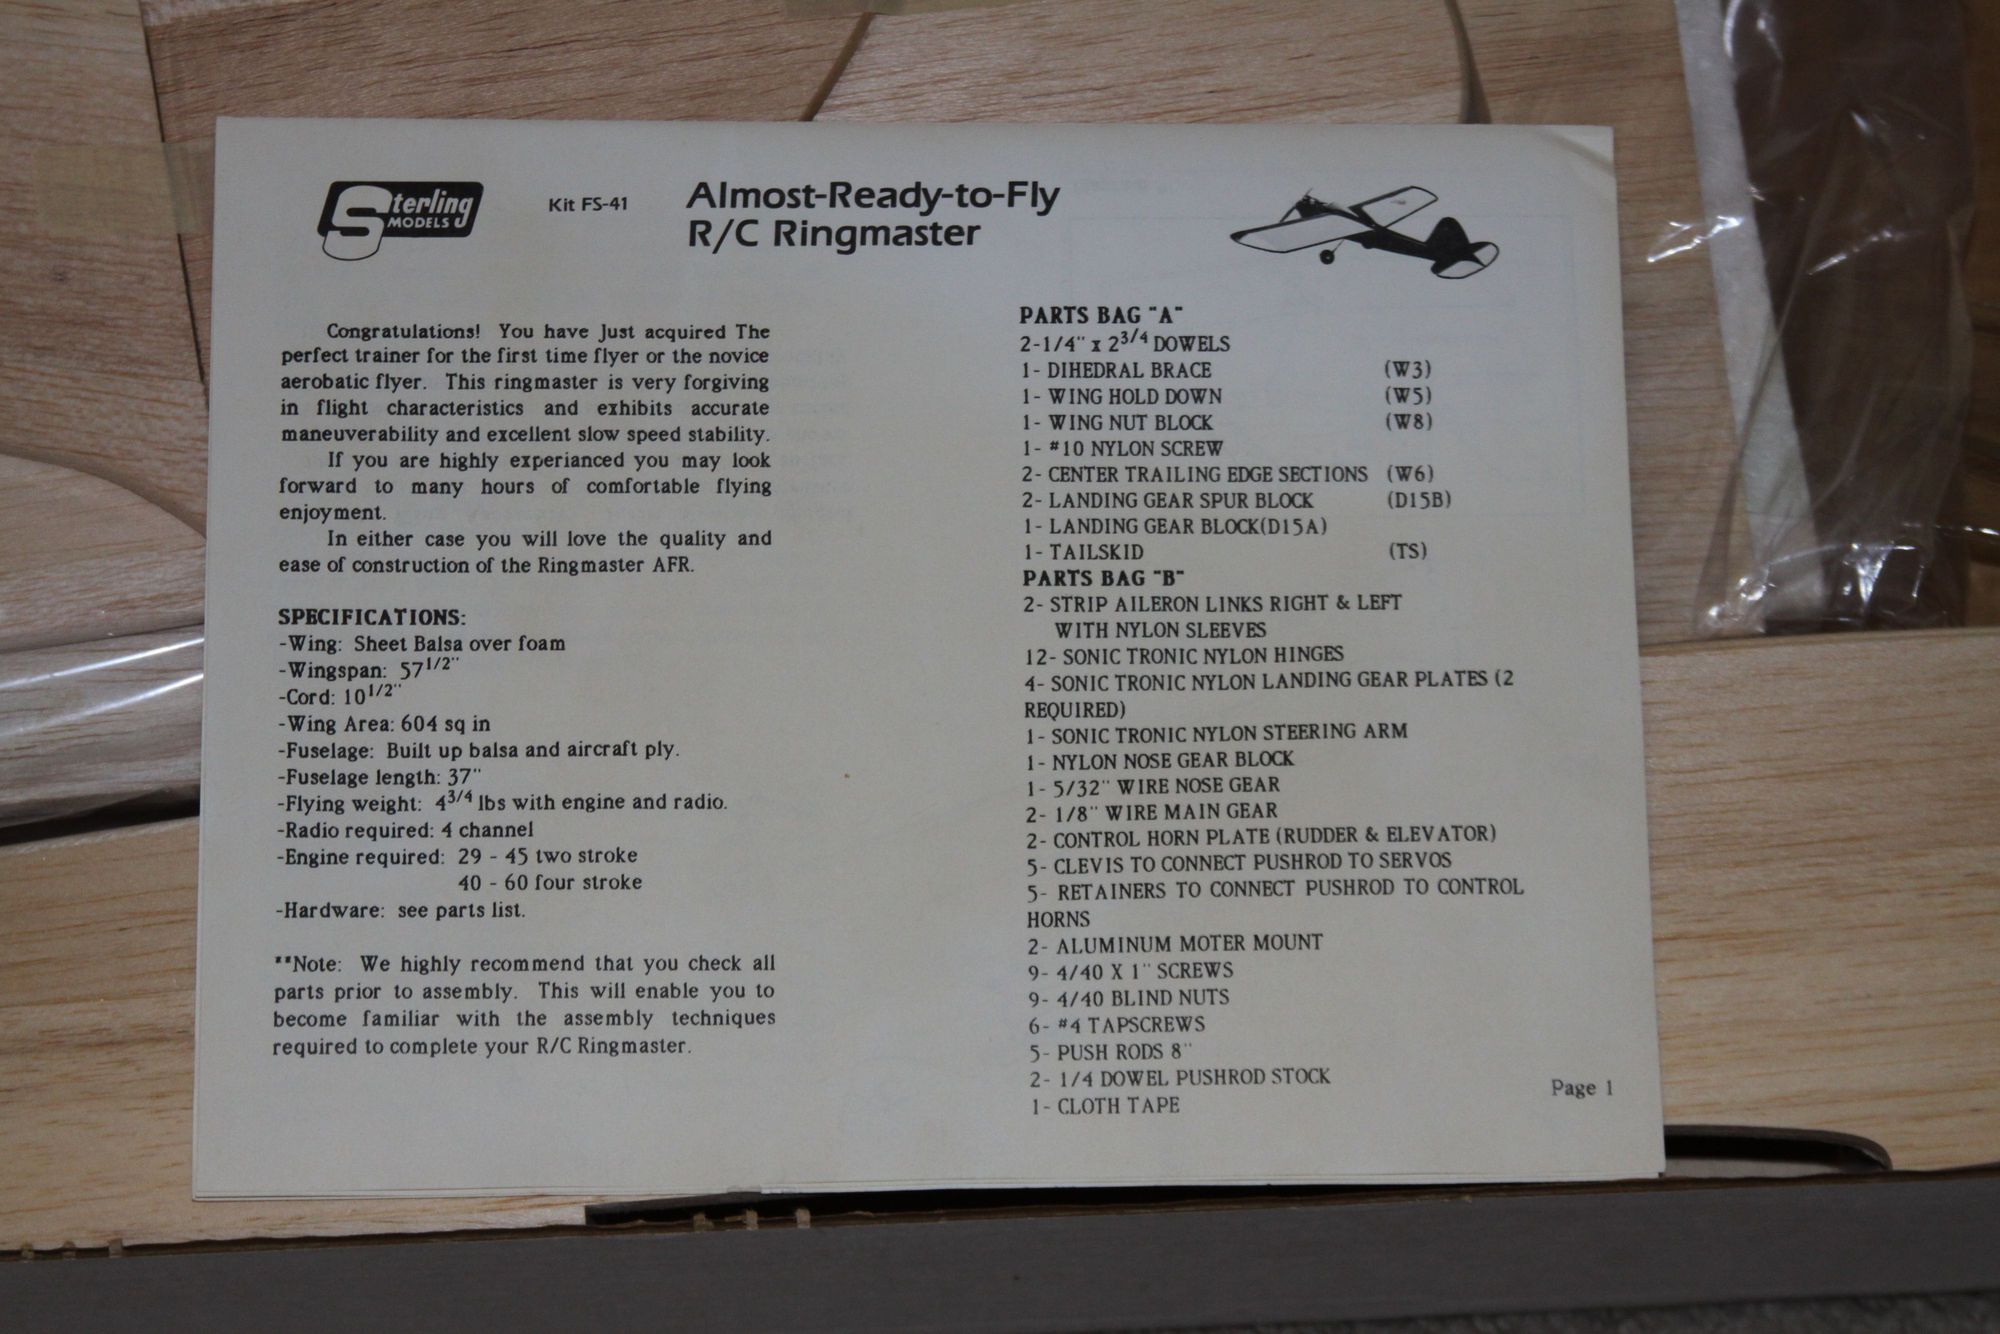 Sterling
MODELS
Kit FS-41
Almost-Ready-to-Fly
R/C Ringmaster
Congratulations! You have Just acquired The
perfect trainer for the first time flyer or the novice
aerobatic flyer. This ringmaster is very forgiving
in flight characteristics and exhibits accurate
maneuverability and excellent slow speed stability.
If you are highly experianced you may look
forward to many hours of comfortable flying
enjoyment.
In either case you will love the quality and
ease of construction of the Ringmaster AFR.
SPECIFICATIONS:
-Wing: Sheet Balsa over foam
-Wingspan: 57 1/2"
-Cord: 10 1/2"
-Wing Area: 604 sq in
-Fuselage: Built up balsa and aircraft ply.
-Fuselage length: 37"
-Flying weight: 4 3/4 lbs with engine and radio.
-Radio required: 4 channel
-Engine required: 29 - 45 two stroke
40 - 60 four stroke
-Hardware: see parts list.
**Note: We highly recommend that you check all
parts prior to assembly. This will enable you to
become familiar with the assembly techniques
required to complete your R/C Ringmaster.
PARTS BAG "A"
2-1/4" x 2 3/4 DOWELS
1- DIHEDRAL BRACE (W3)
1- WING HOLD DOWN (W5)
1- WING NUT BLOCK (W8)
1- #10 NYLON SCREW
2- CENTER TRAILING EDGE SECTIONS (W6)
2- LANDING GEAR SPUR BLOCK (D15B)
1- LANDING GEAR BLOCK(D15A)
1- TAILSKID (TS)
PARTS BAG "B"
2- STRIP AILERON LINKS RIGHT & LEFT
WITH NYLON SLEEVES
12- SONIC TRONIC NYLON HINGES
4- SONIC TRONIC NYLON LANDING GEAR PLATES (2
REQUIRED)
1- SONIC TRONIC NYLON STEERING ARM
1- NYLON NOSE GEAR BLOCK
1- 5/32" WIRE NOSE GEAR
2- 1/8" WIRE MAIN GEAR
2- CONTROL HORN PLATE (RUDDER & ELEVATOR)
5- CLEVIS TO CONNECT PUSHROD TO SERVOS
5- RETAINERS TO CONNECT PUSHROD TO CONTROL
HORNS
2- ALUMINUM MOTER MOUNT
9- 4/40 X 1" SCREWS
9- 4/40 BLIND NUTS
6- #4 TAPSCREWS
5- PUSH RODS 8"
2- 1/4 DOWEL PUSHROD STOCK
1- CLOTH TAPE
Page 1